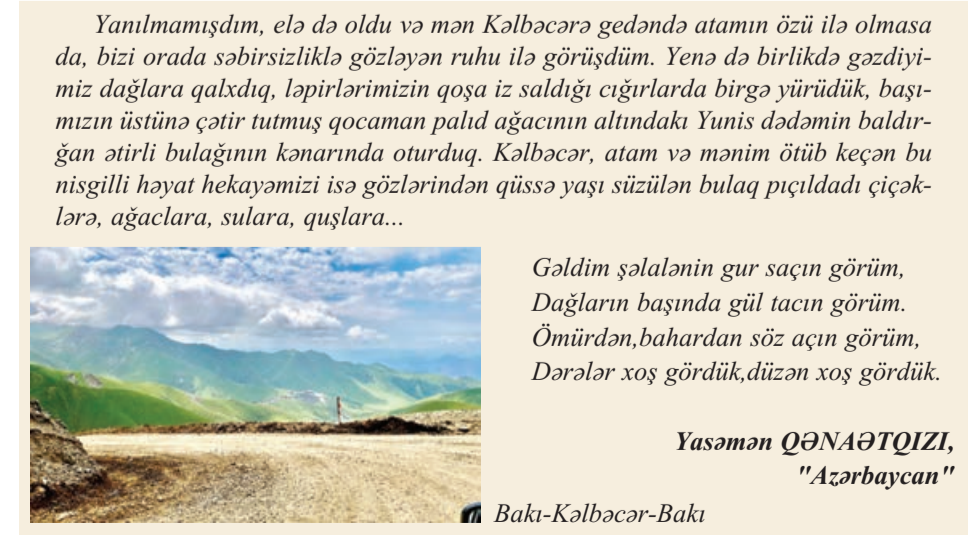 Yanılmamışdım, elə də oldu və mən Kəlbəcərə gedəndə atamın özü ilə olmasa
da, bizi orada səbirsizliklə gözləyən ruhu ilə görüşdüm. Yenə də birlikdə gəzdiyi-
miz dağlara qalxdıq, ləpirlərimizin qoşa iz saldığı cığırlarda birgə yürüdük, başı-
mızın üstünə çətir tutmuş qocaman palıd ağacının altındakı Yunis dədəmin baldır-
ğan ətirli bulağının kənarında oturduq. Kəlbəcər, atam və mənim ötüb keçən bu
nisgilli həyat hekayəmizi isə gözlərindən qüssə yaşı süzülən bulaq pıçıldadı çiçək-
lərə, ağaclara, sulara, quşlara...
Gəldim şəlalənin gur saçın görüm,
Dağların başında gül tacın görüm.
Ömürdən,bahardan söz açın görüm,
Dərələr xoş gördük,düzən xoş gördük.
Yasəmən QƏNAƏTQIZI,
"Azərbaycan"
Bakı-Kəlbəcər-Bakı